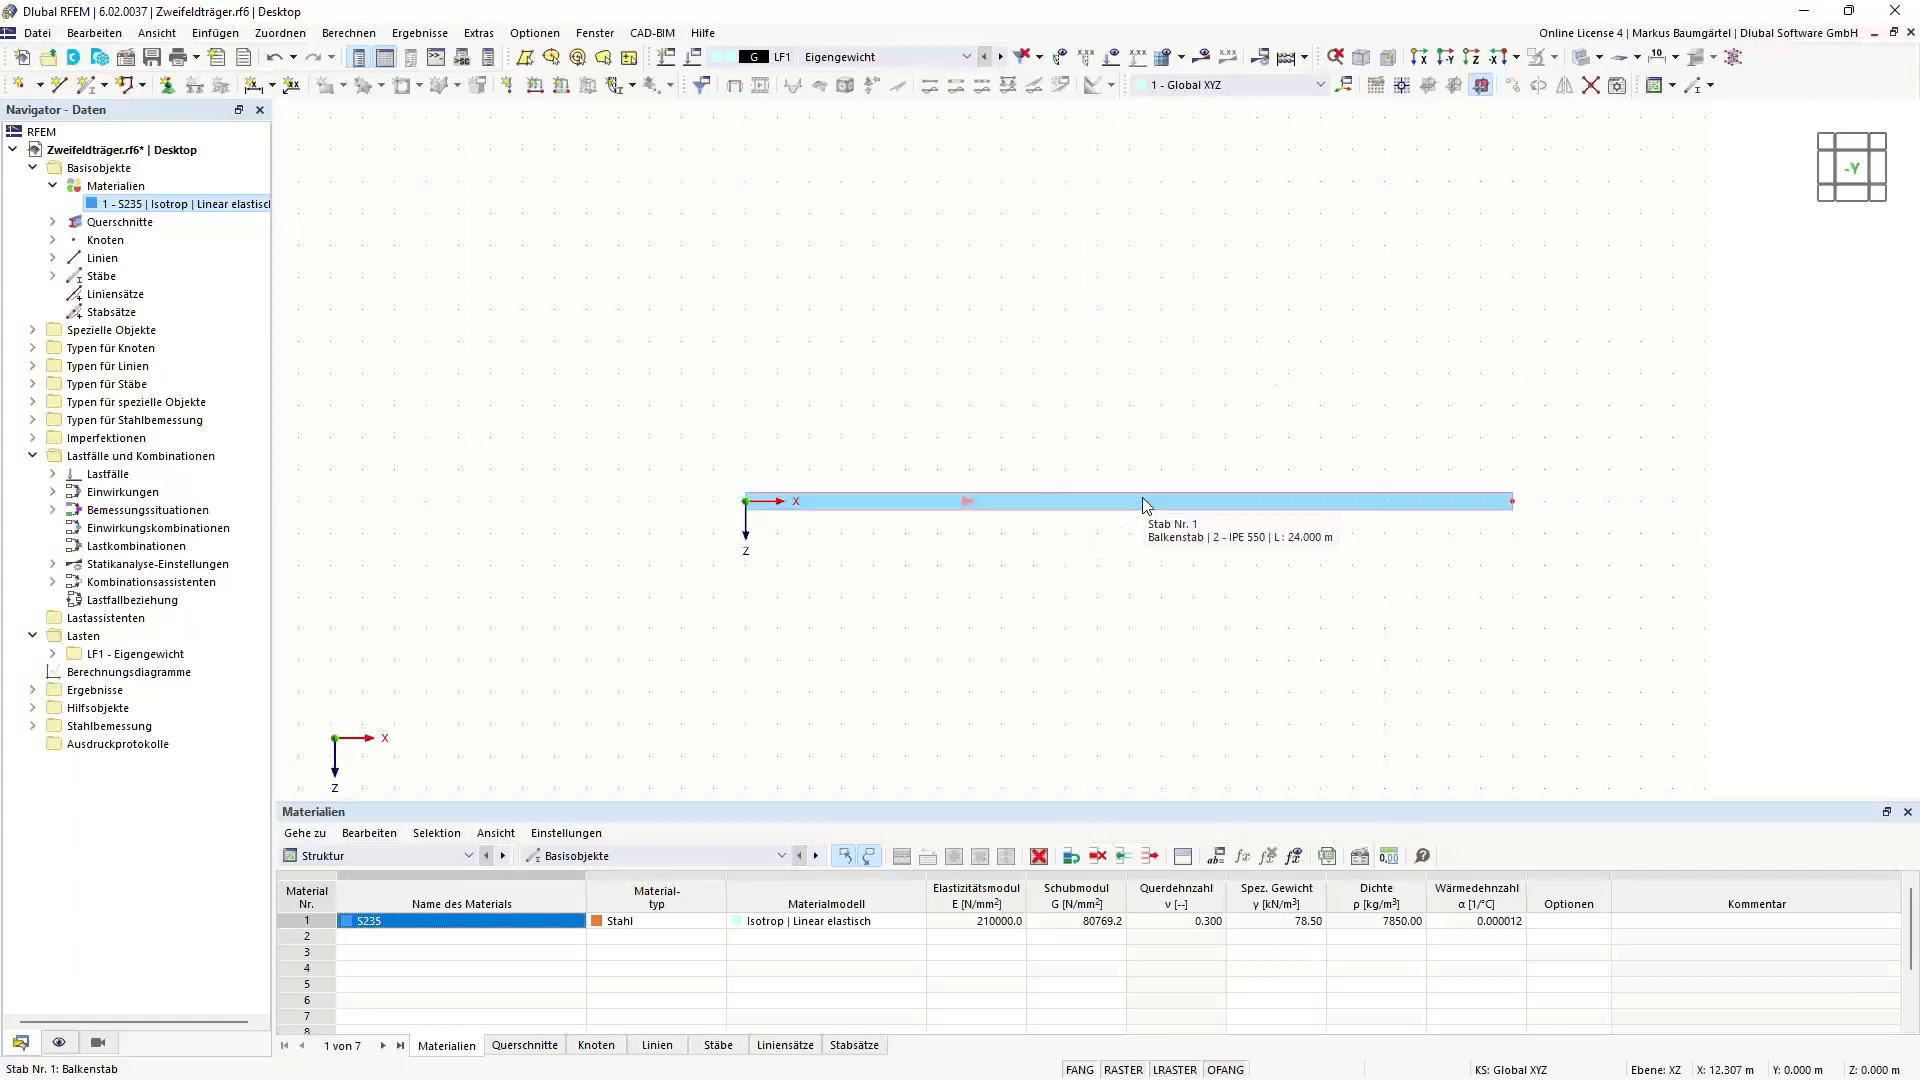 Dlubal RFEM | 6.02.0037 | Zweifeldträger.rf6* | Desktop
Datei Bearbeiten Ansicht Einfügen Zuordnen Berechnen Ergebnisse Extras Optionen Fenster CAD-BIM Hilfe
Online License 4 | Markus Baumgärtel | Dlubal Software GmbH
G LF1 Eigengewicht
1 - Global XYZ
Navigator - Daten
RFEM
Zweifeldträger.rf6* | Desktop
Basisobjekte
Materialien
1 - S235 | Isotrop | Linear elastisch
Querschnitte
Knoten
Linien
Stäbe
Liniensätze
Stabsätze
Spezielle Objekte
Typen für Knoten
Typen für Linien
Typen für Stäbe
Typen für spezielle Objekte
Typen für Stahlbemessung
Imperfektionen
Lastfälle und Kombinationen
Lastfälle
Einwirkungen
Bemessungssituationen
Einwirkungskombinationen
Lastkombinationen
Statikanalyse-Einstellungen
Kombinationsassistenten
Lastfallbeziehung
Lastassistenten
Lasten
LF1 - Eigengewicht
Berechnungsdiagramme
Ergebnisse
Hilfsobjekte
Stahlbemessung
Ausdruckprotokolle
-Y
X
Z
Stab Nr. 1
Balkenstab | 2 - IPE 550 | L : 24.000 m
X
Z
Materialien
Gehe zu Bearbeiten Selektion Ansicht Einstellungen
Struktur Basisobjekte
Material Nr. Name des Materials Material-typ Materialmodell Elastizitätsmodul E [N/mm²] Schubmodul G [N/mm²] Querdehnzahl ν [--] Spez. Gewicht γ [kN/m³] Dichte ρ [kg/m³] Wärmedehnzahl α [1/°C] Optionen Kommentar
1 S235 Stahl Isotrop | Linear elastisch 210000.0 80769.2 0.300 78.50 7850.00 0.000012
2
3
4
5
6
7
8
1 von 7 Materialien Querschnitte Knoten Linien Stäbe Liniensätze Stabsätze
Stab Nr. 1: Balkenstab
FANG RASTER LRASTER OFANG KS: Global XYZ Ebene: XZ X: 12.307 m Y: 0.000 m Z: 0.000 m